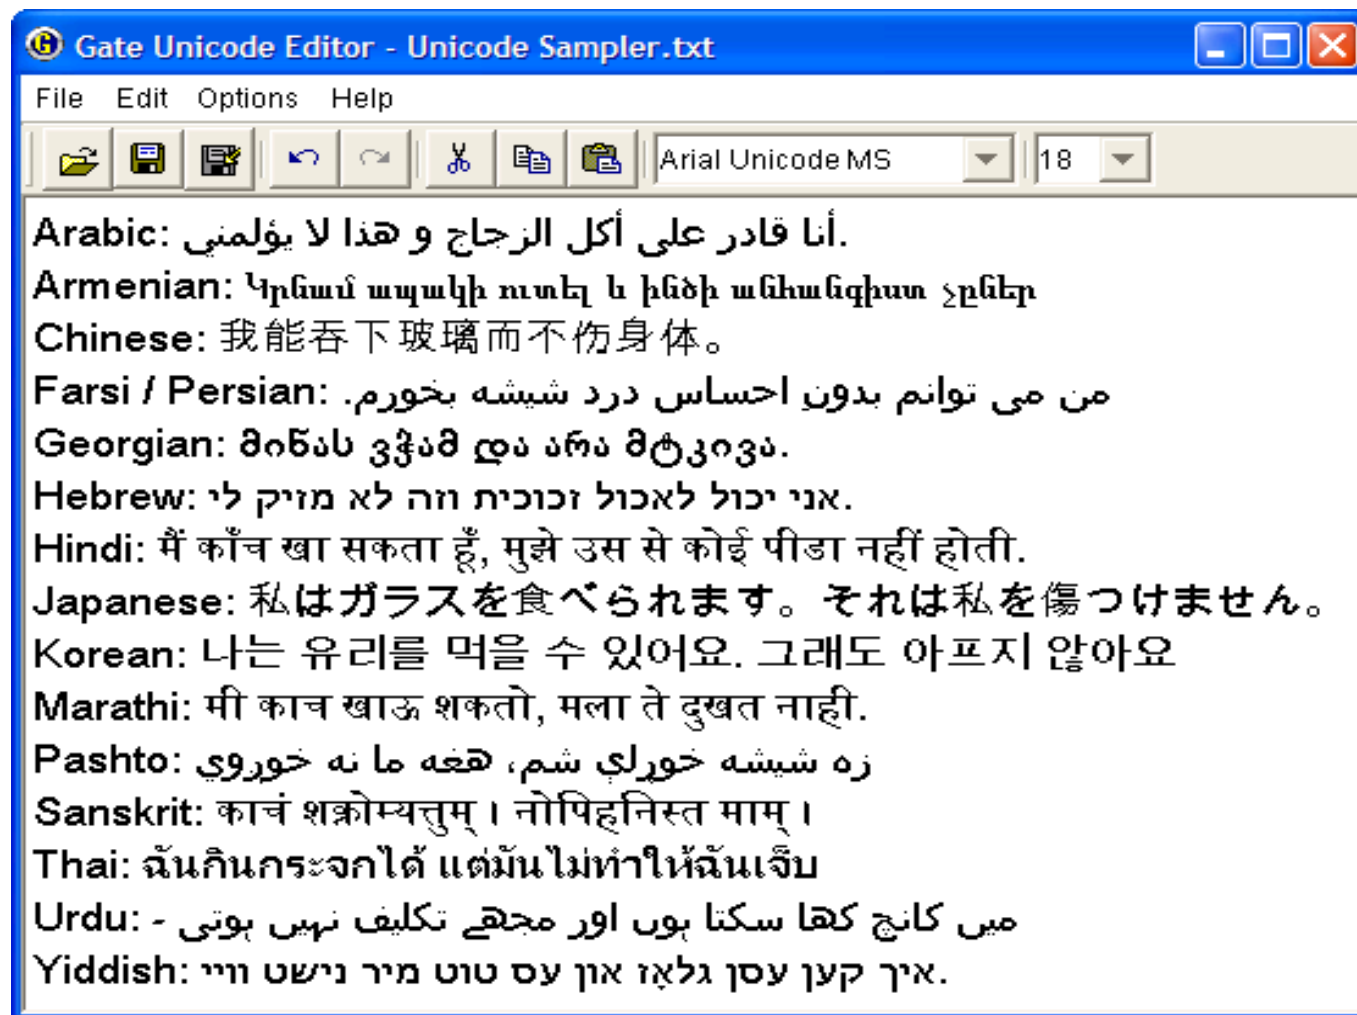 Gate Unicode Editor - Unicode Sampler.txt
File Edit Options Help
Arial Unicode MS 18
Arabic: أنا قادر على أكل الزجاج و هذا لا يؤلمني.
Armenian: Կրնամ ապակի ուտել և ինծի անհանգիստ չըներ
Chinese: 我能吞下玻璃而不伤身体。
Farsi / Persian: .من می توانم بدونِ احساس درد شيشه بخورم
Georgian: მინას ვჭამ და არა მტკივა.
Hebrew: אני יכול לאכול זכוכית וזה לא מזיק לי.
Hindi: मैं काँच खा सकता हूँ, मुझे उस से कोई पीडा नहीं होती.
Japanese: 私はガラスを食べられます。それは私を傷つけません。
Korean: 나는 유리를 먹을 수 있어요. 그래도 아프지 않아요
Marathi: मी काच खाऊ शकतो, मला ते दुखत नाही.
Pashto: زه شيشه خوړلې شم، هغه ما نه خوږوي
Sanskrit: काचं शक्नोम्यत्तुम् । नोपहिनस्ति माम् ।
Thai: ฉันกินกระจกได้ แต่มันไม่ทำให้ฉันเจ็บ
Urdu: میں کانچ کھا سکتا ہوں اور مجھے تکلیف نہیں ہوتی ۔
Yiddish: איך קען עסן גלאָז און עס טוט מיר נישט װײ.